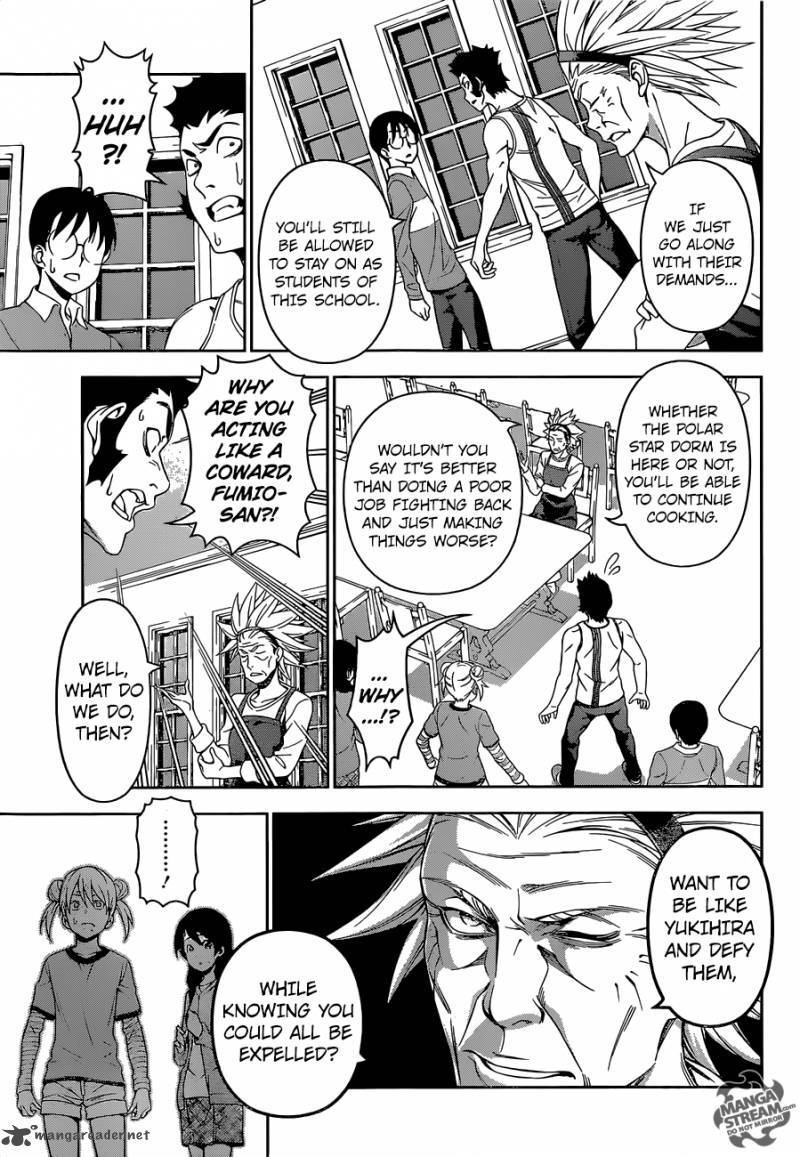 IF
WE JUST
GO ALONG
WITH THEIR
DEMANDS...
YOU'LL STILL
BE ALLOWED
TO STAY ON AS
STUDENTS OF
THIS SCHOOL.
...
HUH
?!
WHETHER
THE POLAR
STAR DORM IS
HERE OR NOT,
YOU'LL BE ABLE
TO CONTINUE
COOKING.
WOULDN'T YOU
SAY IT'S BETTER
THAN DOING A POOR
JOB FIGHTING BACK
AND JUST MAKING
THINGS WORSE?
...
WHY
...!?
WHY
ARE YOU
ACTING
LIKE A
COWARD,
FUMIO-
SAN?!
WELL,
WHAT DO
WE DO,
THEN?
WANT TO
BE LIKE
YUKIHIRA
AND DEFY
THEM,
WHILE
KNOWING YOU
COULD ALL BE
EXPELLED?
........
MANGA
STREAM.com
DO NOT MIRROR
mangareader.net